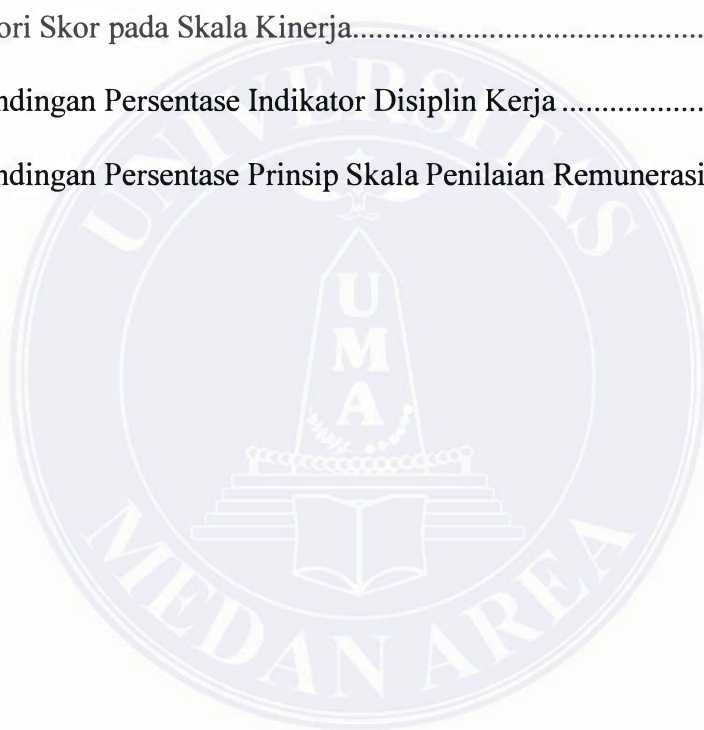 ori Skor pada Skala Kinerja..........................................
ndingan Persentase Indikator Disiplin Kerja .................
ndingan Persentase Prinsip Skala Penilaian Remunerasi
UNIVERSITAS
UMA
MEDAN AREA